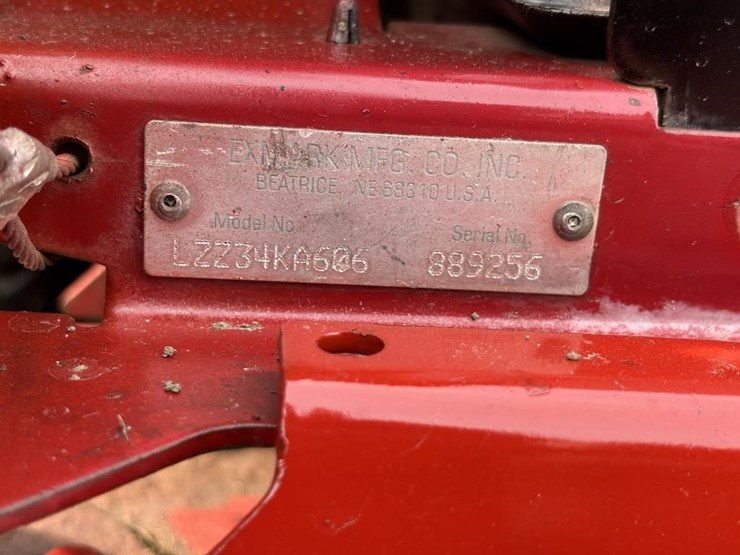 EXMARK MFG. CO. INC.
BEATRICE, NE 68310 U.S.A.
Model No.
Serial No.
LZZ34KA606
889256